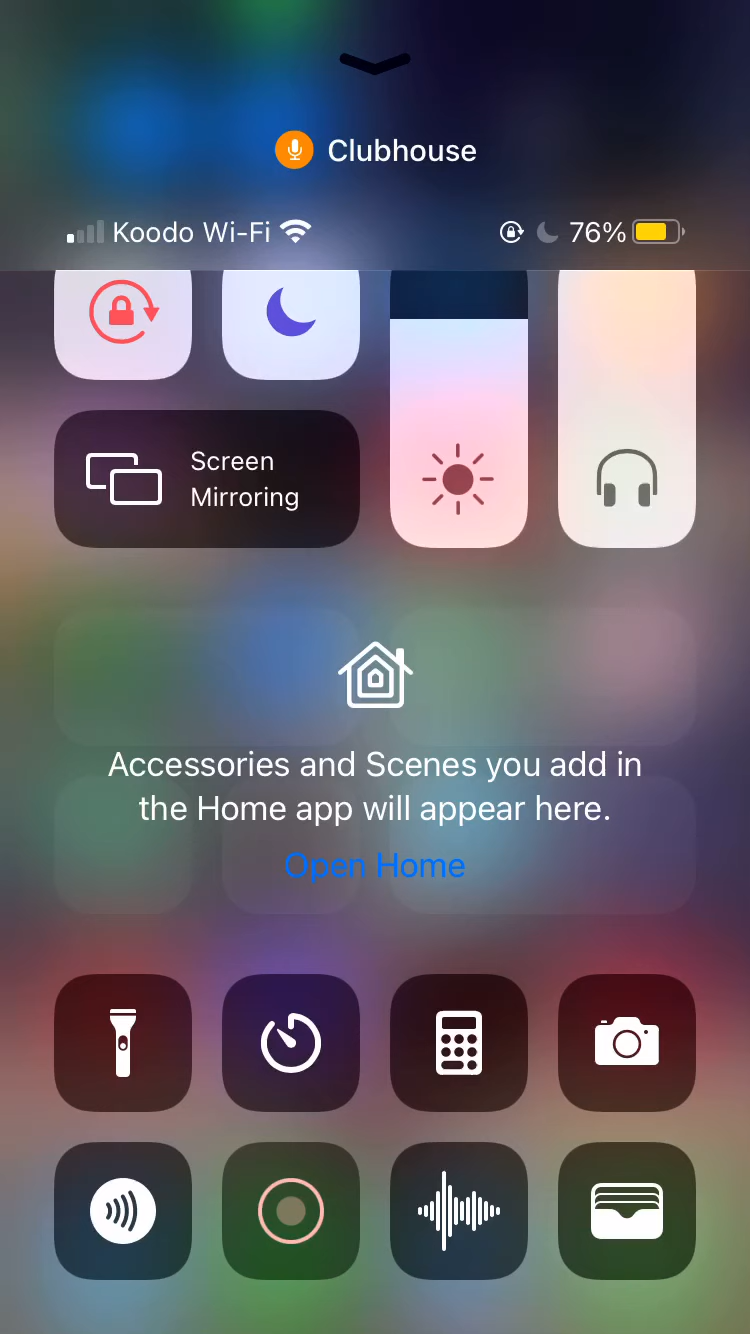 Clubhouse
Koodo Wi-Fi 76%
Screen
Mirroring
Accessories and Scenes you add in
the Home app will appear here.
Open Home